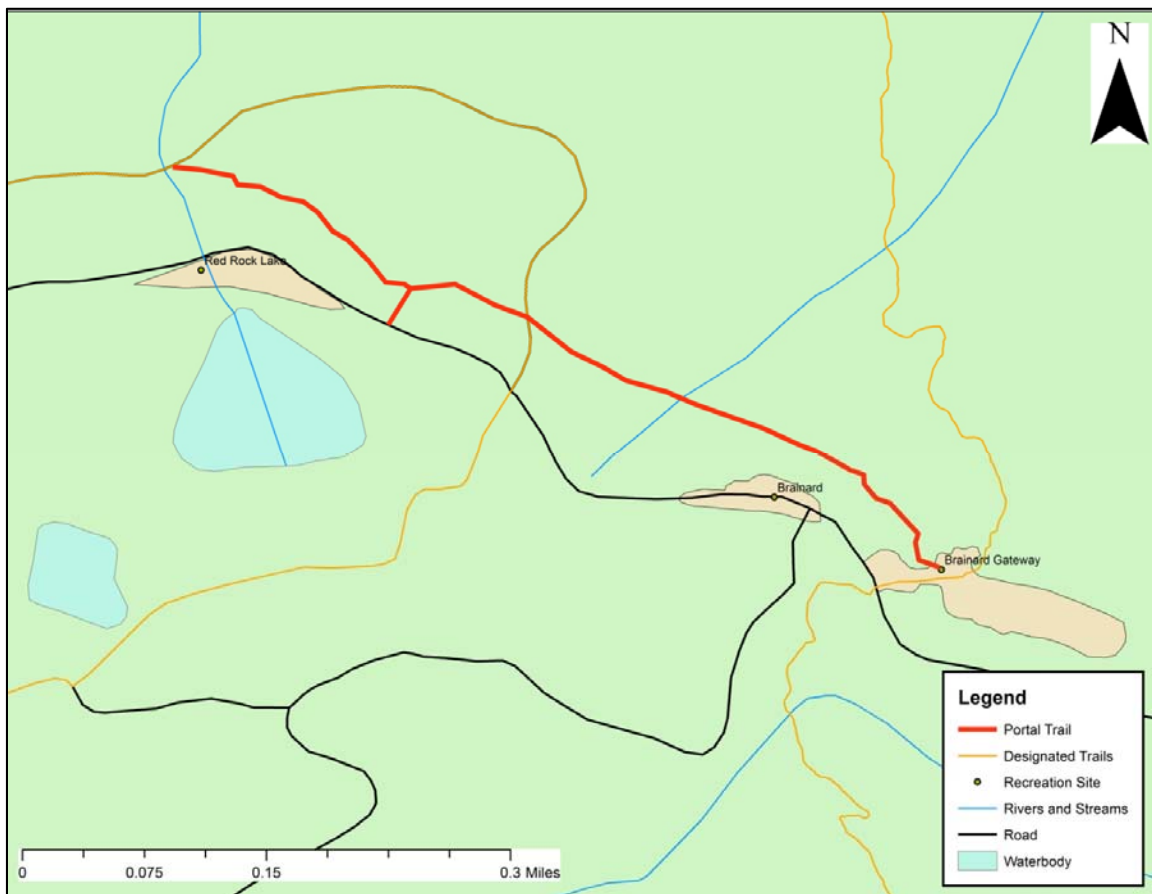 N
Red Rock Lake
Brainard
Brainard Gateway
Legend
Portal Trail
Designated Trails
Recreation Site
Rivers and Streams
Road
Waterbody
0 0.075 0.15 0.3 Miles